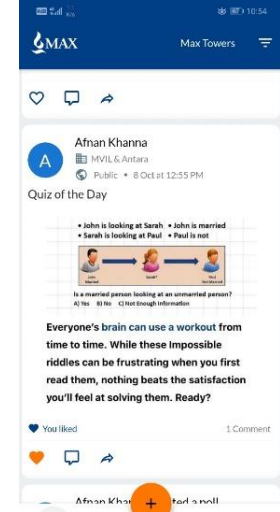 10:54
MAX
Max Towers
Afnan Khanna
A
MVIL & Antara
Public • 8 Oct at 12:55 PM
Quiz of the Day
• John is looking at Sarah • John is married
• Sarah is looking at Paul • Paul is not
Is a married person looking at an unmarried person?
A) Yes B) No C) Not Enough Information
Everyone's brain can use a workout from
time to time. While these Impossible
riddles can be frustrating when you first
read them, nothing beats the satisfaction
you'll feel at solving them. Ready?
You liked
1 Comment